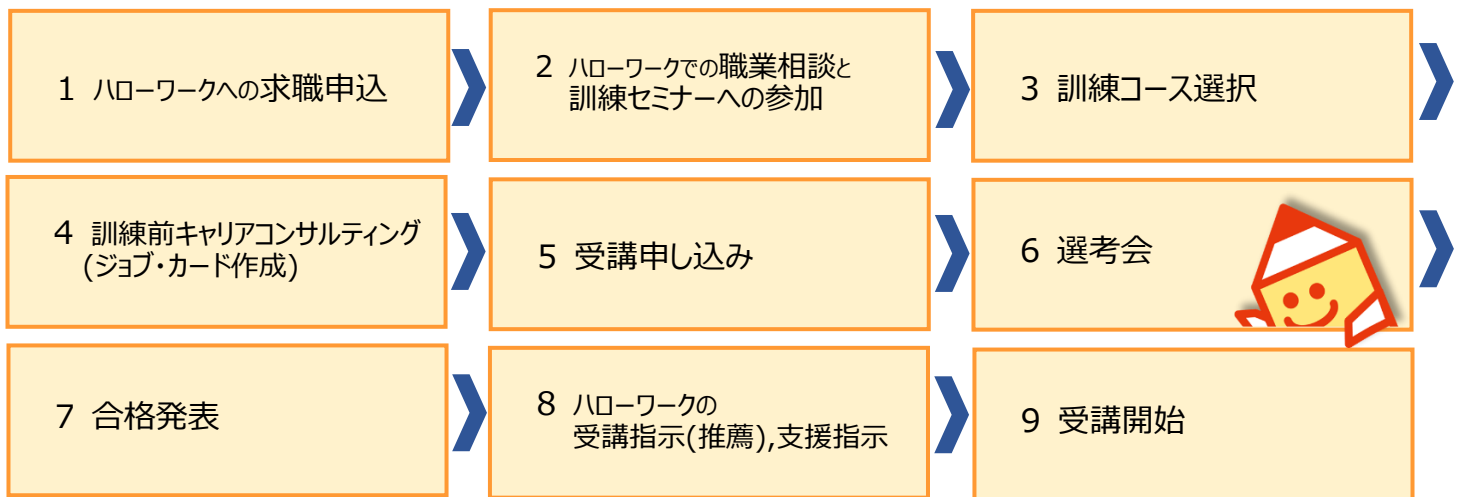 1 ハローワークへの求職申込
2 ハローワークでの職業相談と
訓練セミナーへの参加
3 訓練コース選択
4 訓練前キャリアコンサルティング
(ジョブ・カード作成)
5 受講申し込み
6 選考会
7 合格発表
8 ハローワークの
受講指示(推薦),支援指示
9 受講開始